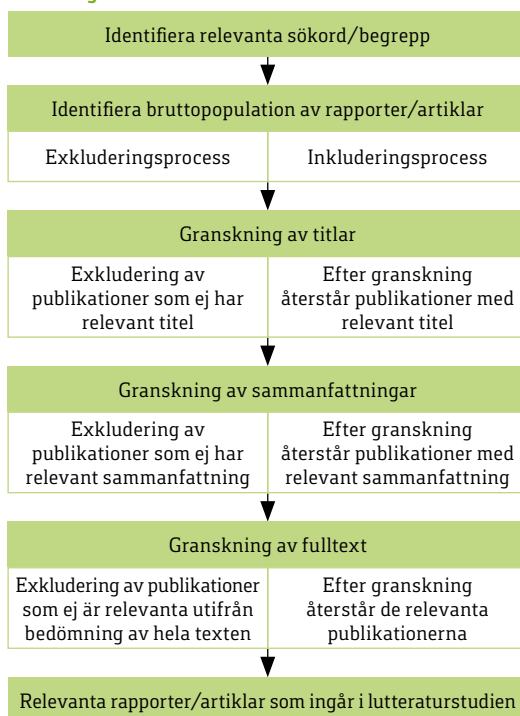 Identifiera relevanta sökord/begrepp
Identifiera bruttopopulation av rapporter/artiklar
Exkluderingsprocess
Inkluderingsprocess
Granskning av titlar
Exkludering av
publikationer som ej har
relevant titel
Efter granskning
återstår publikationer med
relevant titel
Granskning av sammanfattningar
Exkludering av
publikationer som ej har
relevant sammanfattning
Efter granskning
återstår publikationer med
relevant sammanfattning
Granskning av fulltext
Exkludering av publikationer
som ej är relevanta utifrån
bedömning av hela texten
Efter granskning
återstår de relevanta
publikationerna
Relevanta rapporter/artiklar som ingår i lutteraturstudien